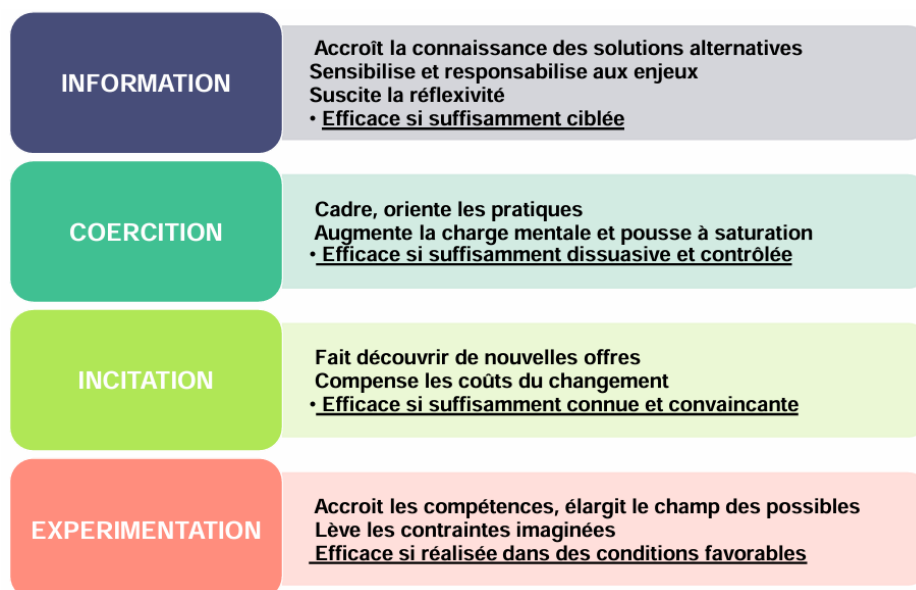 INFORMATION
Accroît la connaissance des solutions alternatives
Sensibilise et responsabilise aux enjeux
Suscite la réflexivité
• Efficace si suffisamment ciblée
COERCITION
Cadre, oriente les pratiques
Augmente la charge mentale et pousse à saturation
• Efficace si suffisamment dissuasive et contrôlée
INCITATION
Fait découvrir de nouvelles offres
Compense les coûts du changement
• Efficace si suffisamment connue et convaincante
EXPERIMENTATION
Accroit les compétences, élargit le champ des possibles
Lève les contraintes imaginées
Efficace si réalisée dans des conditions favorables